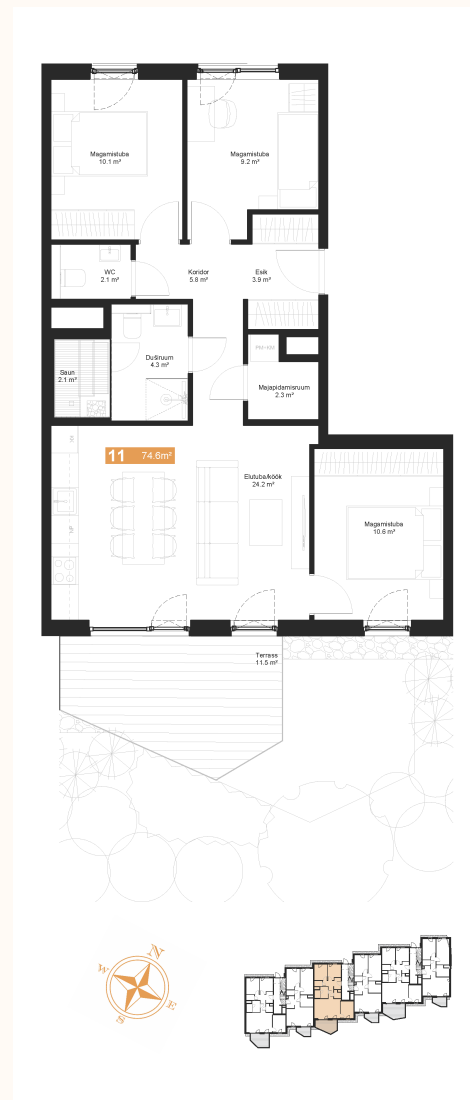 Magamistuba
10.1 m²
Magamistuba
9.2 m²
WC
2.1 m²
Koridor
5.8 m²
Esik
3.9 m²
Saun
2.1 m²
Duširuum
4.3 m²
PM+KM
Majapidamisruum
2.3 m²
11 74.6m²
Elutuba/köök
24.2 m²
Magamistuba
10.6 m²
Terrass
11.5 m²
N
W
E
S